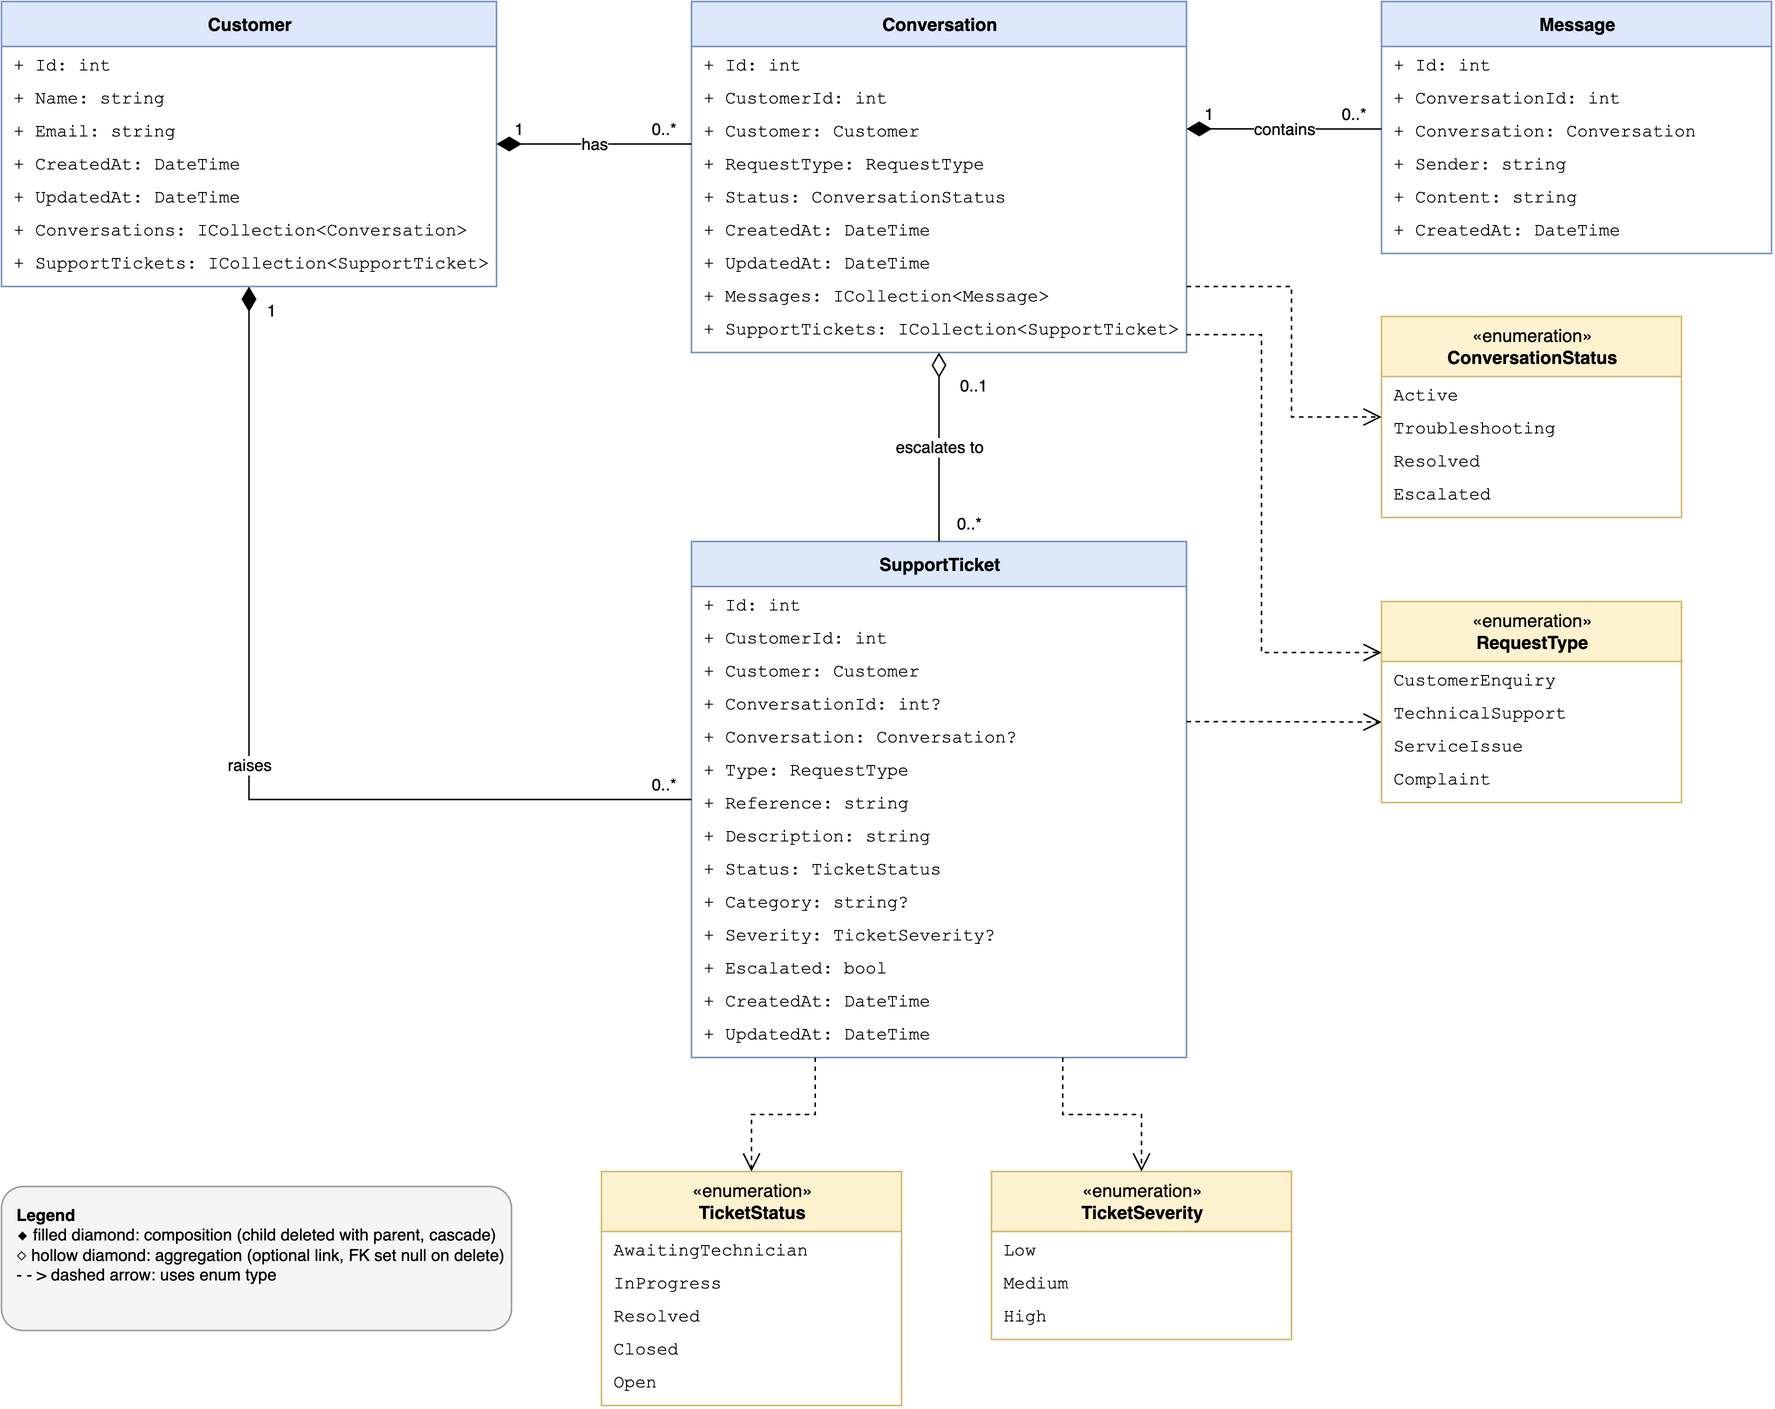 Customer
+ Id: int
+ Name: string
+ Email: string
+ CreatedAt: DateTime
+ UpdatedAt: DateTime
+ Conversations: ICollection<Conversation>
+ SupportTickets: ICollection<SupportTicket>
1
has
0..*
Conversation
+ Id: int
+ CustomerId: int
+ Customer: Customer
+ RequestType: RequestType
+ Status: ConversationStatus
+ CreatedAt: DateTime
+ UpdatedAt: DateTime
+ Messages: ICollection<Message>
+ SupportTickets: ICollection<SupportTicket>
1
contains
0..*
Message
+ Id: int
+ ConversationId: int
+ Conversation: Conversation
+ Sender: string
+ Content: string
+ CreatedAt: DateTime
1
raises
0..*
0..1
escalates to
0..*
«enumeration»
ConversationStatus
Active
Troubleshooting
Resolved
Escalated
SupportTicket
+ Id: int
+ CustomerId: int
+ Customer: Customer
+ ConversationId: int?
+ Conversation: Conversation?
+ Type: RequestType
+ Reference: string
+ Description: string
+ Status: TicketStatus
+ Category: string?
+ Severity: TicketSeverity?
+ Escalated: bool
+ CreatedAt: DateTime
+ UpdatedAt: DateTime
«enumeration»
RequestType
CustomerEnquiry
TechnicalSupport
ServiceIssue
Complaint
Legend
◆ filled diamond: composition (child deleted with parent, cascade)
◇ hollow diamond: aggregation (optional link, FK set null on delete)
- - > dashed arrow: uses enum type
«enumeration»
TicketStatus
AwaitingTechnician
InProgress
Resolved
Closed
Open
«enumeration»
TicketSeverity
Low
Medium
High